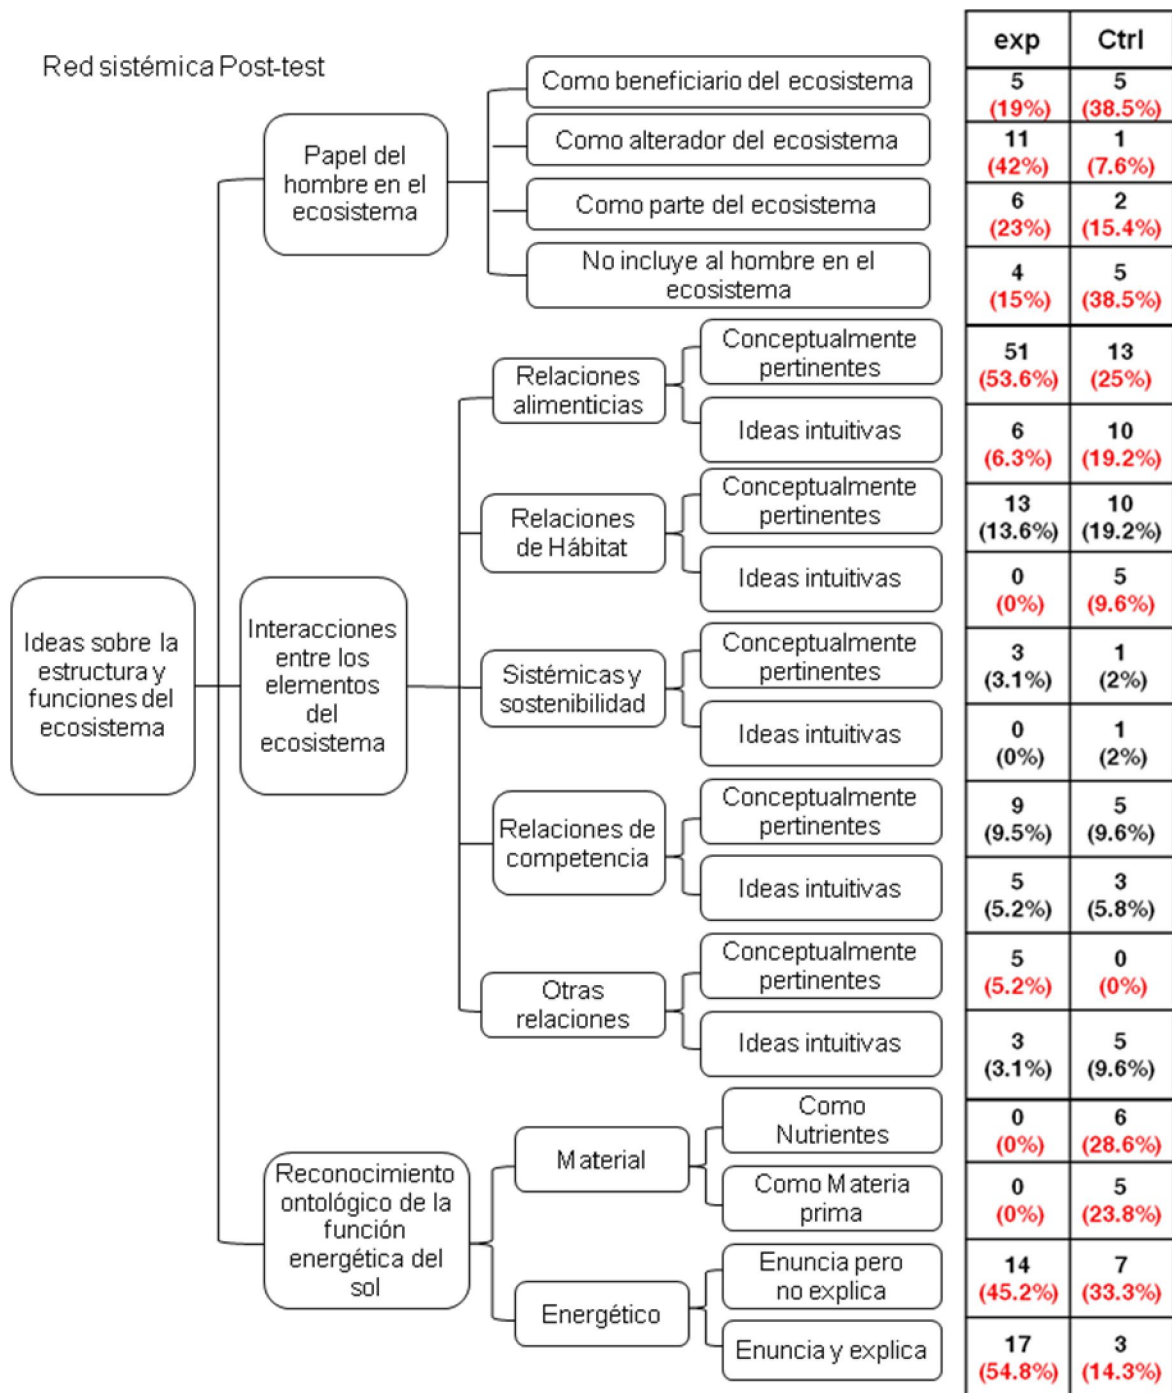 Red sistémica Post-test
exp
Ctrl
Ideas sobre la
estructura y
funciones del
ecosistema
Papel del
hombre en el
ecosistema
Como beneficiario del ecosistema
5
(19%)
5
(38.5%)
Como alterador del ecosistema
11
(42%)
1
(7.6%)
Como parte del ecosistema
6
(23%)
2
(15.4%)
No incluye al hombre en el
ecosistema
4
(15%)
5
(38.5%)
Interacciones
entre los
elementos
del
ecosistema
Relaciones
alimenticias
Conceptualmente
pertinentes
51
(53.6%)
13
(25%)
Ideas intuitivas
6
(6.3%)
10
(19.2%)
Relaciones
de Hábitat
Conceptualmente
pertinentes
13
(13.6%)
10
(19.2%)
Ideas intuitivas
0
(0%)
5
(9.6%)
Sistémicas y
sostenibilidad
Conceptualmente
pertinentes
3
(3.1%)
1
(2%)
Ideas intuitivas
0
(0%)
1
(2%)
Relaciones de
competencia
Conceptualmente
pertinentes
9
(9.5%)
5
(9.6%)
Ideas intuitivas
5
(5.2%)
3
(5.8%)
Otras
relaciones
Conceptualmente
pertinentes
5
(5.2%)
0
(0%)
Ideas intuitivas
3
(3.1%)
5
(9.6%)
Reconocimiento
ontológico de la
función
energética del
sol
Material
Como
Nutrientes
0
(0%)
6
(28.6%)
Como Materia
prima
0
(0%)
5
(23.8%)
Energético
Enuncia pero
no explica
14
(45.2%)
7
(33.3%)
Enuncia y explica
17
(54.8%)
3
(14.3%)